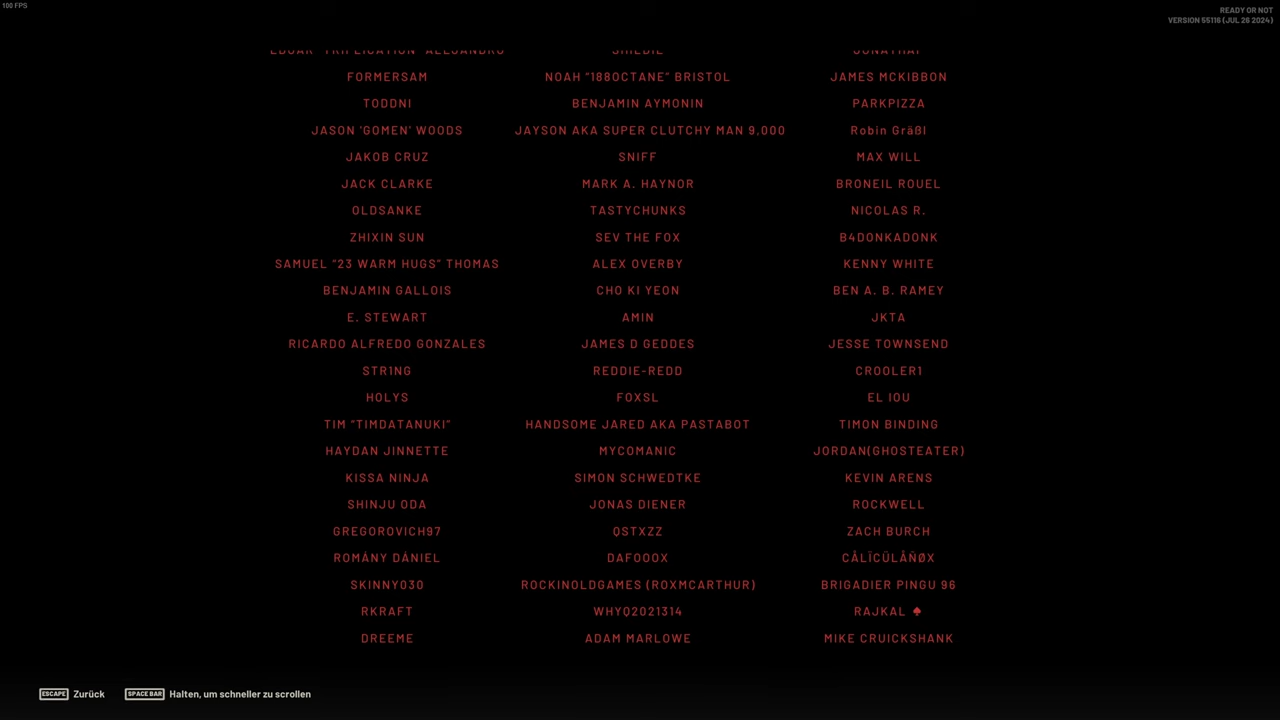 100 FPS
READY OR NOT
VERSION 55116 (JUL 26 2024)
FORMERSAM NOAH "188OCTANE" BRISTOL JAMES MCKIBBON
TODDNI BENJAMIN AYMONIN PARKPIZZA
JASON 'GOMEN' WOODS JAYSON AKA SUPER CLUTCHY MAN 9,000 Robin Gräßl
JAKOB CRUZ SNIFF MAX WILL
JACK CLARKE MARK A. HAYNOR BRONEIL ROUEL
OLDSANKE TASTYCHUNKS NICOLAS R.
ZHIXIN SUN SEV THE FOX B4DONKADONK
SAMUEL "23 WARM HUGS" THOMAS ALEX OVERBY KENNY WHITE
BENJAMIN GALLOIS CHO KI YEON BEN A. B. RAMEY
E. STEWART AMIN JKTA
RICARDO ALFREDO GONZALES JAMES D GEDDES JESSE TOWNSEND
STR1NG REDDIE-REDD CROOLER1
HOLYS FOXSL EL IOU
TIM "TIMDATANUKI" HANDSOME JARED AKA PASTABOT TIMON BINDING
HAYDAN JINNETTE MYCOMANIC JORDAN(GHOSTEATER)
KISSA NINJA SIMON SCHWEDTKE KEVIN ARENS
SHINJU ODA JONAS DIENER ROCKWELL
GREGOROVICH97 QSTXZZ ZACH BURCH
ROMÁNY DÁNIEL DAFOOOX CÅLÏCÜLÅÑØX
SKINNY030 ROCKINOLDGAMES (ROXMCARTHUR) BRIGADIER PINGU 96
RKRAFT WHYQ2021314 RAJKAL ♠
DREEME ADAM MARLOWE MIKE CRUICKSHANK
ESCAPE Zurück SPACE BAR Halten, um schneller zu scrollen